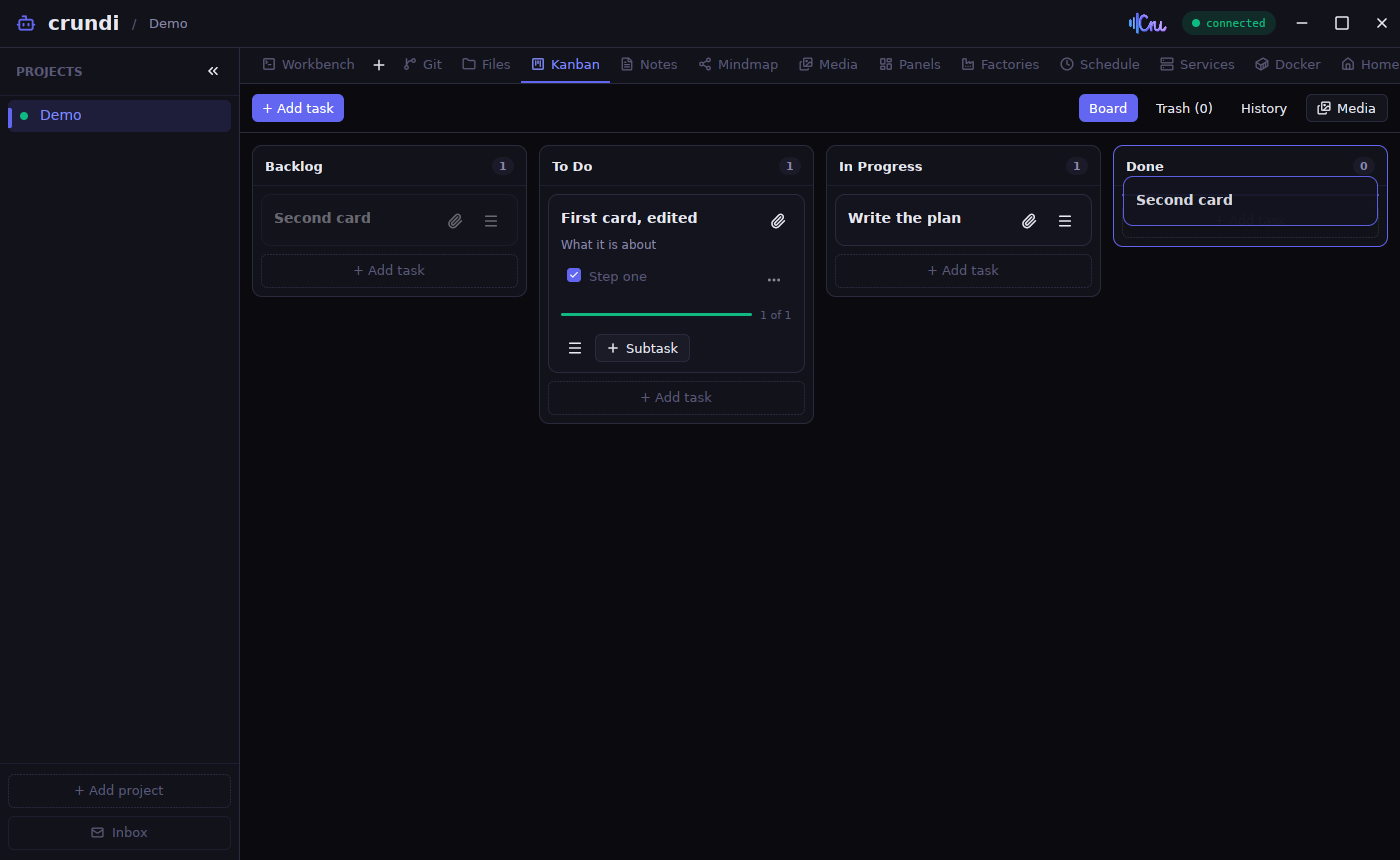 crundi / Demo
Cru
connected
PROJECTS
Demo
+ Add project
Inbox
Workbench + Git Files Kanban Notes Mindmap Media Panels Factories Schedule Services Docker Home
+ Add task
Board Trash (0) History Media
Backlog 1
Second card
+ Add task
To Do 1
First card, edited
What it is about
Step one
1 of 1
+ Subtask
+ Add task
In Progress 1
Write the plan
+ Add task
Done 0
Second card
+ Add task